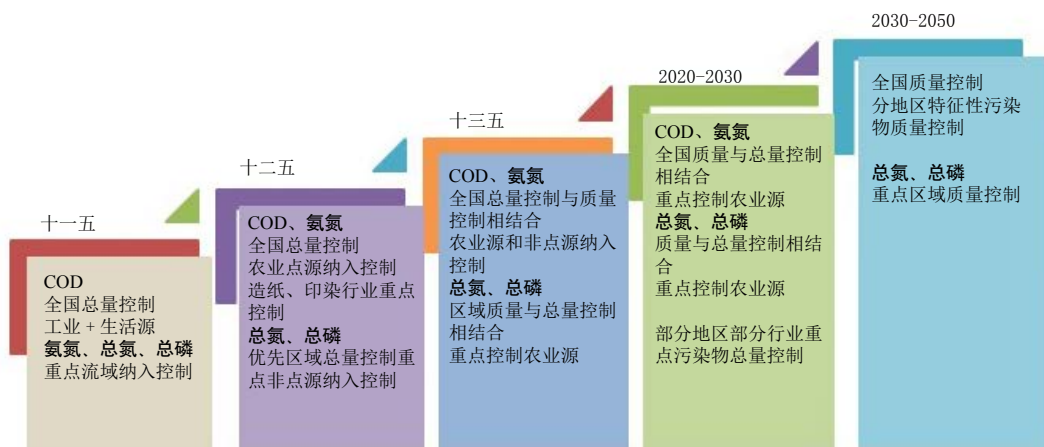 十一五
COD
全国总量控制
工业 + 生活源
氨氮、总氮、总磷
重点流域纳入控制
十二五
COD、氨氮
全国总量控制
农业点源纳入控制
造纸、印染行业重点
控制
总氮、总磷
优先区域总量控制重
点非点源纳入控制
十三五
COD、氨氮
全国总量控制与质量
控制相结合
农业源和非点源纳入
控制
总氮、总磷
区域质量与总量控制
相结合
重点控制农业源
2020-2030
COD、氨氮
全国质量与总量控制
相结合
重点控制农业源
总氮、总磷
质量与总量控制相结
合
重点控制农业源
部分地区部分行业重
点污染物总量控制
2030-2050
全国质量控制
分地区特征性污染
物质量控制
总氮、总磷
重点区域质量控制